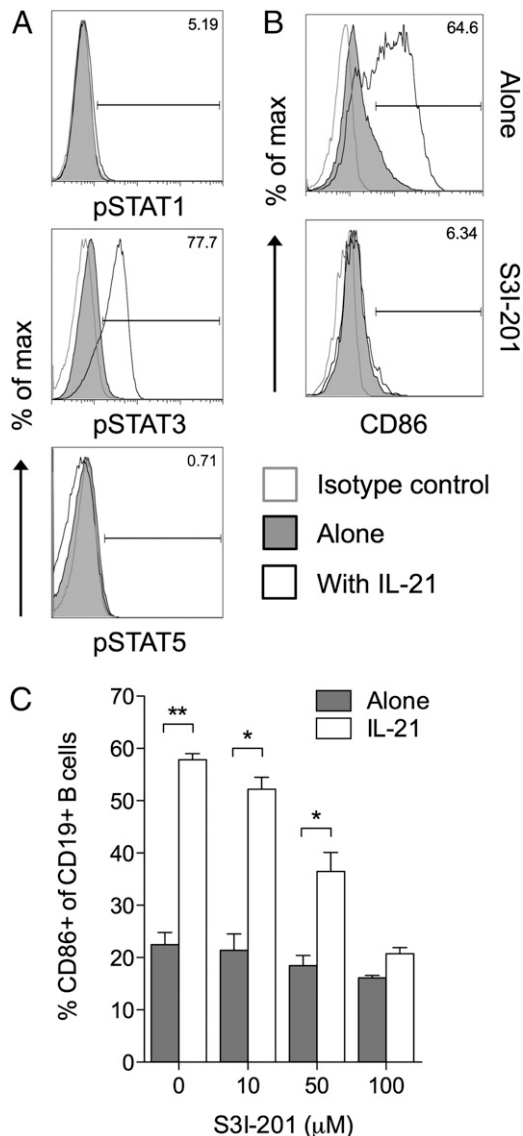 A
5.19
pSTAT1
77.7
pSTAT3
0.71
pSTAT5
% of max
B
64.6
Alone
6.34
S3I-201
CD86
% of max
Isotype control
Alone
With IL-21
C
Alone
IL-21
** * *
% CD86+ of CD19+ B cells
70
60
50
40
30
20
10
0
0 10 50 100
S3I-201 (μM)